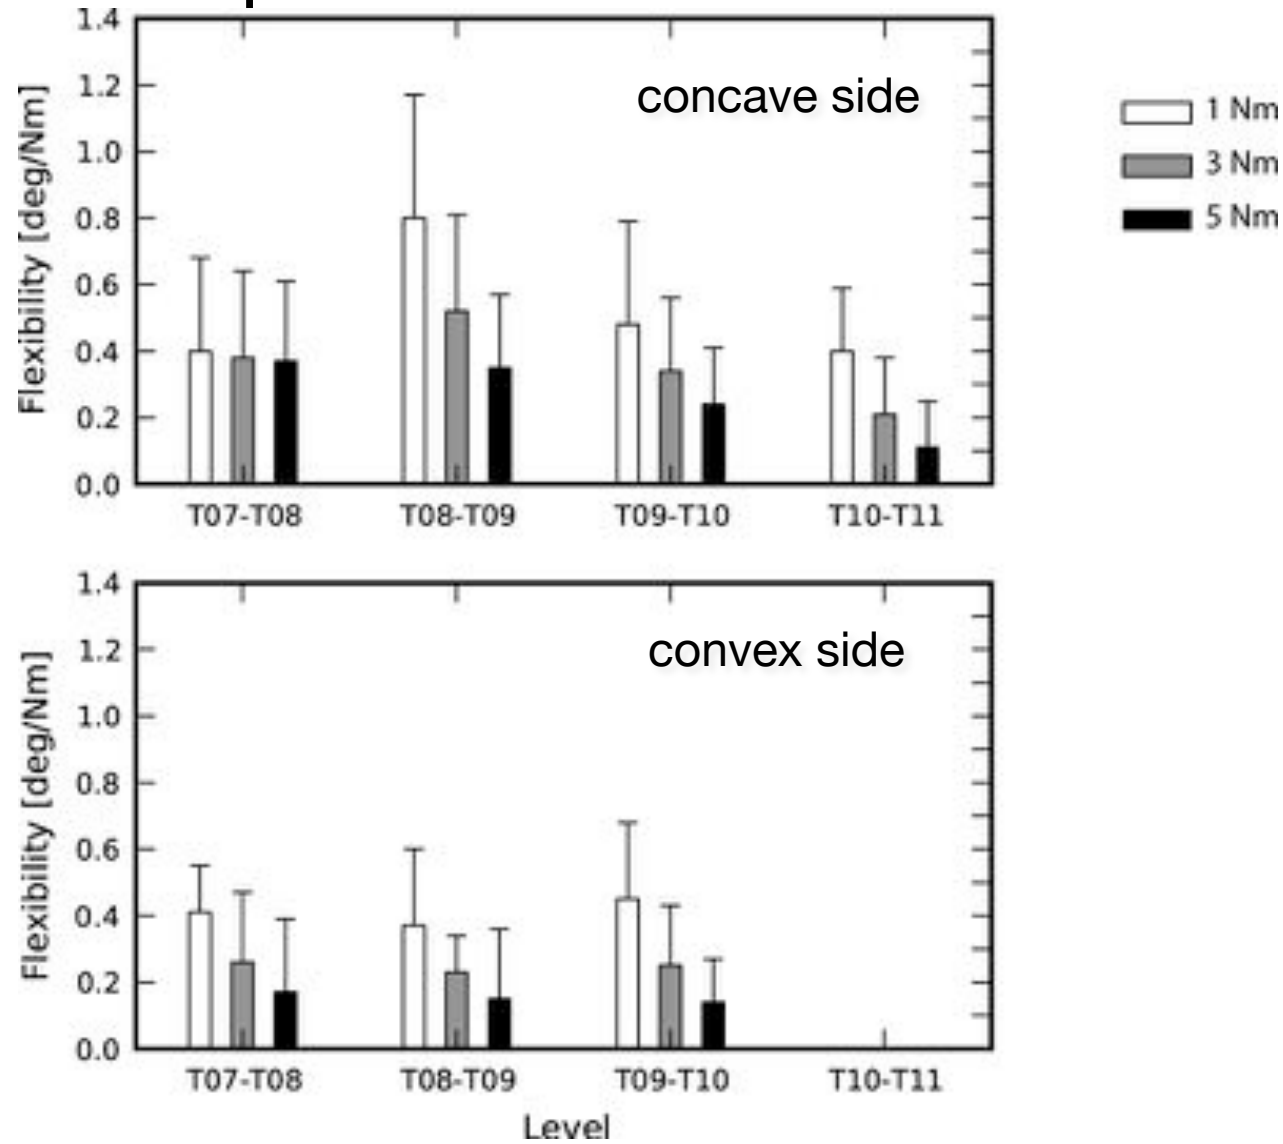 1.4
1.2
1.0
0.8
0.6
0.4
0.2
0.0
Flexibility [deg/Nm]
concave side
1 Nm
3 Nm
5 Nm
T07-T08 T08-T09 T09-T10 T10-T11
1.4
1.2
1.0
0.8
0.6
0.4
0.2
0.0
Flexibility [deg/Nm]
convex side
T07-T08 T08-T09 T09-T10 T10-T11
Level